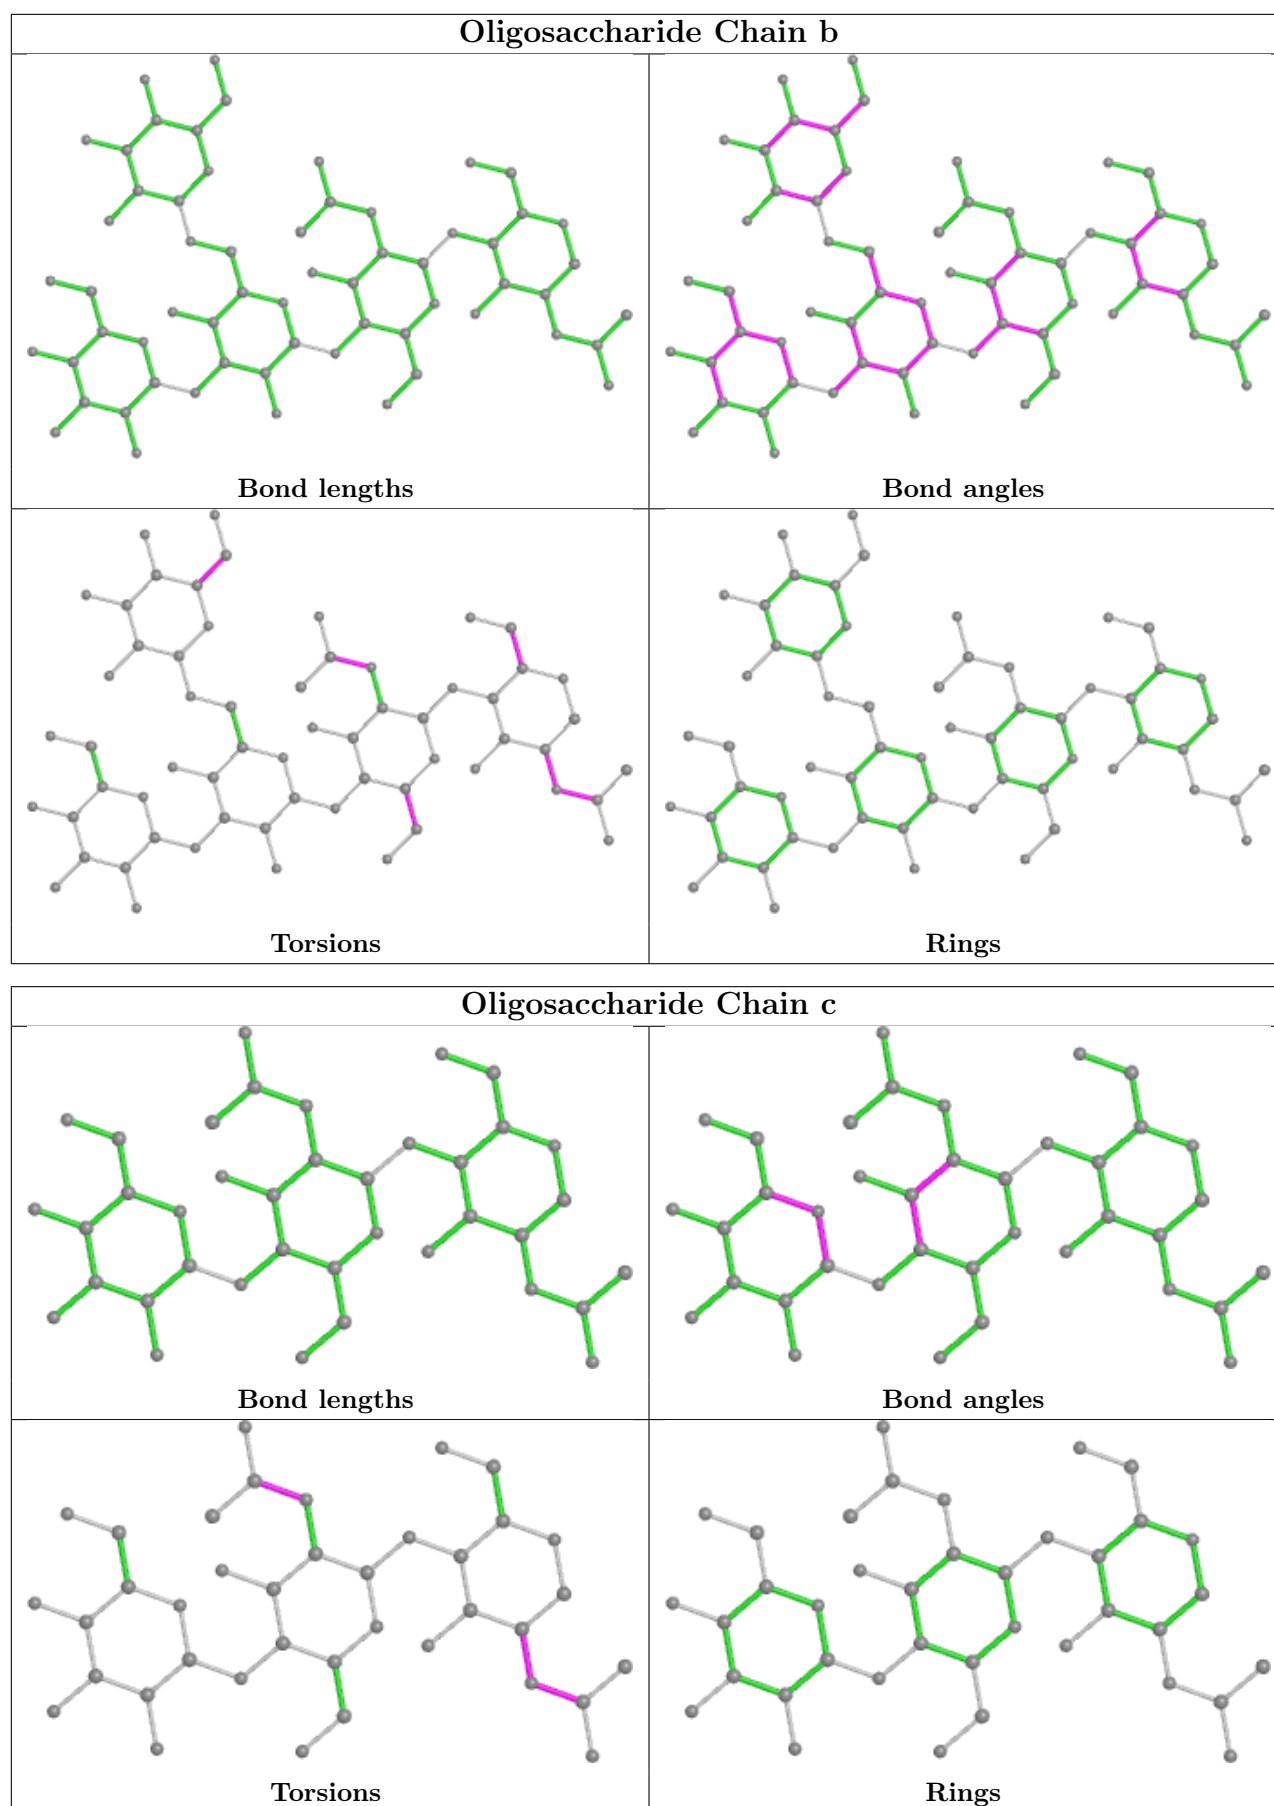 Oligosaccharide Chain b
Bond lengths
Bond angles
Torsions
Rings
Oligosaccharide Chain c
Bond lengths
Bond angles
Torsions
Rings